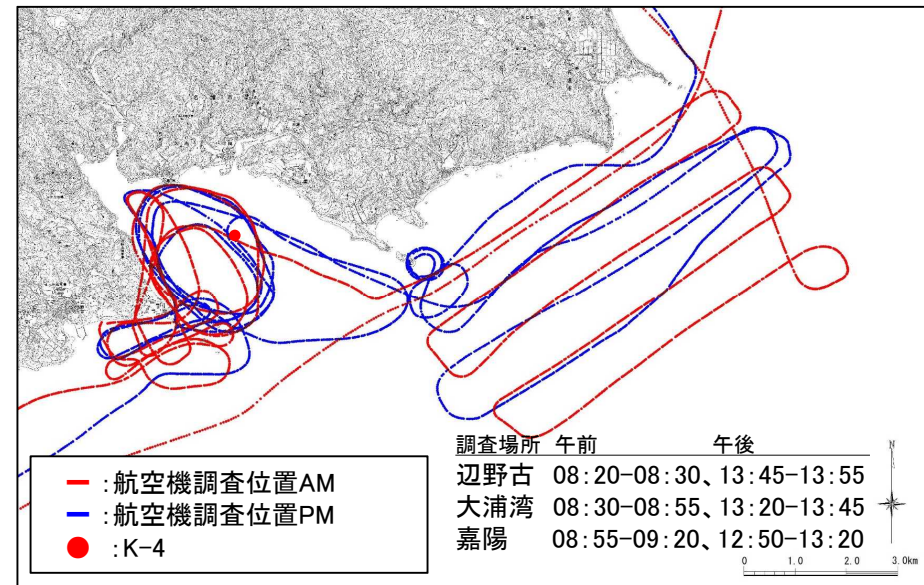 ━ :航空機調査位置AM
━ :航空機調査位置PM
● :K-4
調査場所 午前 午後
辺野古 08:20-08:30、13:45-13:55
大浦湾 08:30-08:55、13:20-13:45
嘉陽 08:55-09:20、12:50-13:20
N
0 1.0 2.0 3.0km